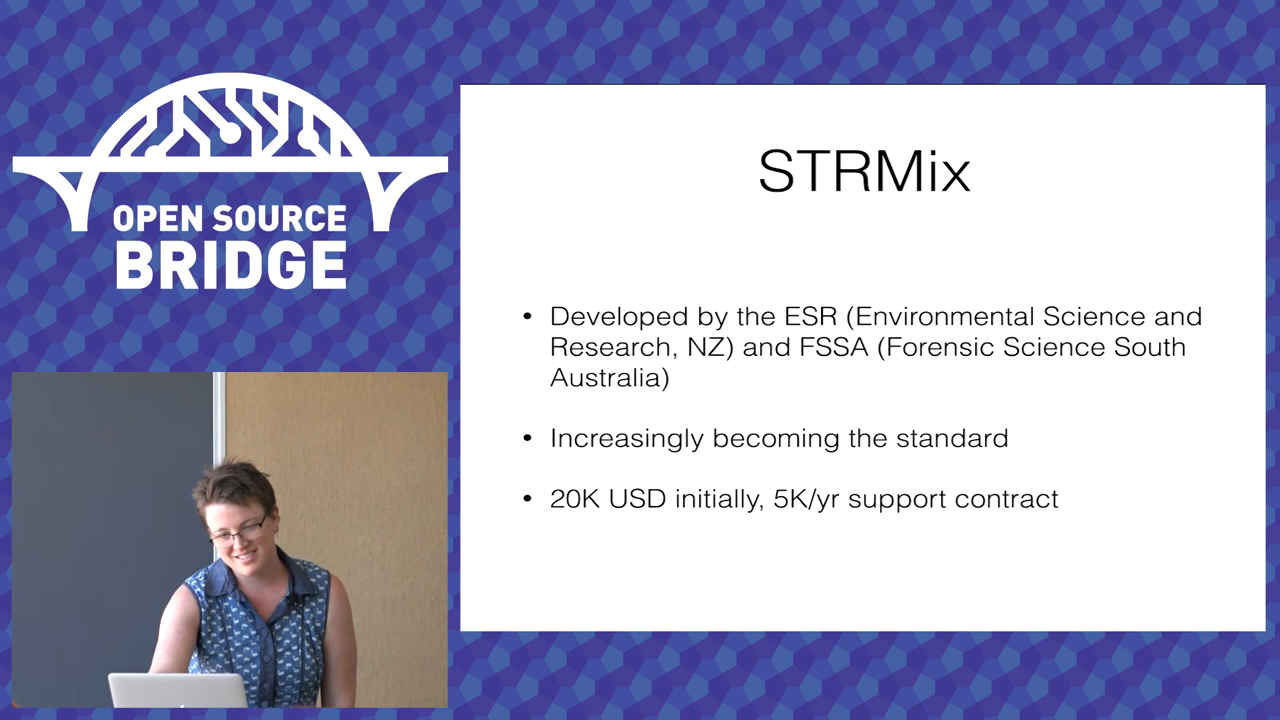 OPEN SOURCE
BRIDGE
STRMix
• Developed by the ESR (Environmental Science and
Research, NZ) and FSSA (Forensic Science South
Australia)
• Increasingly becoming the standard
• 20K USD initially, 5K/yr support contract